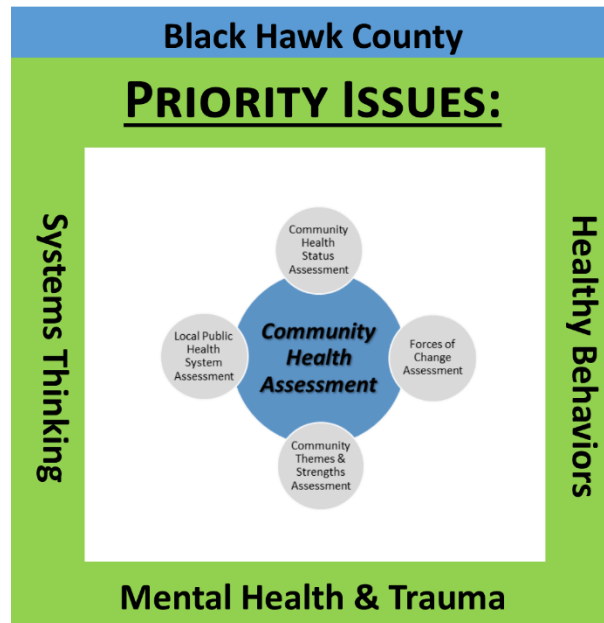 Black Hawk County
PRIORITY ISSUES:
Systems Thinking
Community
Health
Status
Assessment
Local Public
Health
System
Assessment
Community
Health
Assessment
Forces of
Change
Assessment
Community
Themes &
Strengths
Assessment
Healthy Behaviors
Mental Health & Trauma